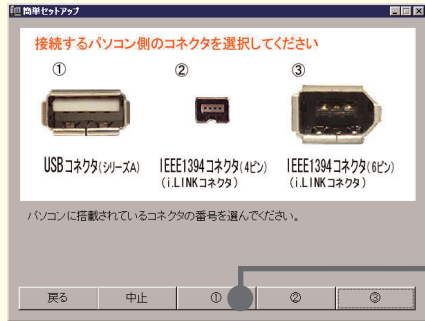 簡単セットアップ
接続するパソコン側のコネクタを選択してください
① ② ③
USBコネクタ(シリーズA) IEEE1394コネクタ(4ピン) IEEE1394コネクタ(6ピン)
(i.LINKコネクタ) (i.LINKコネクタ)
パソコンに搭載されているコネクタの番号を選んでください。
戻る 中止 ① ② ③